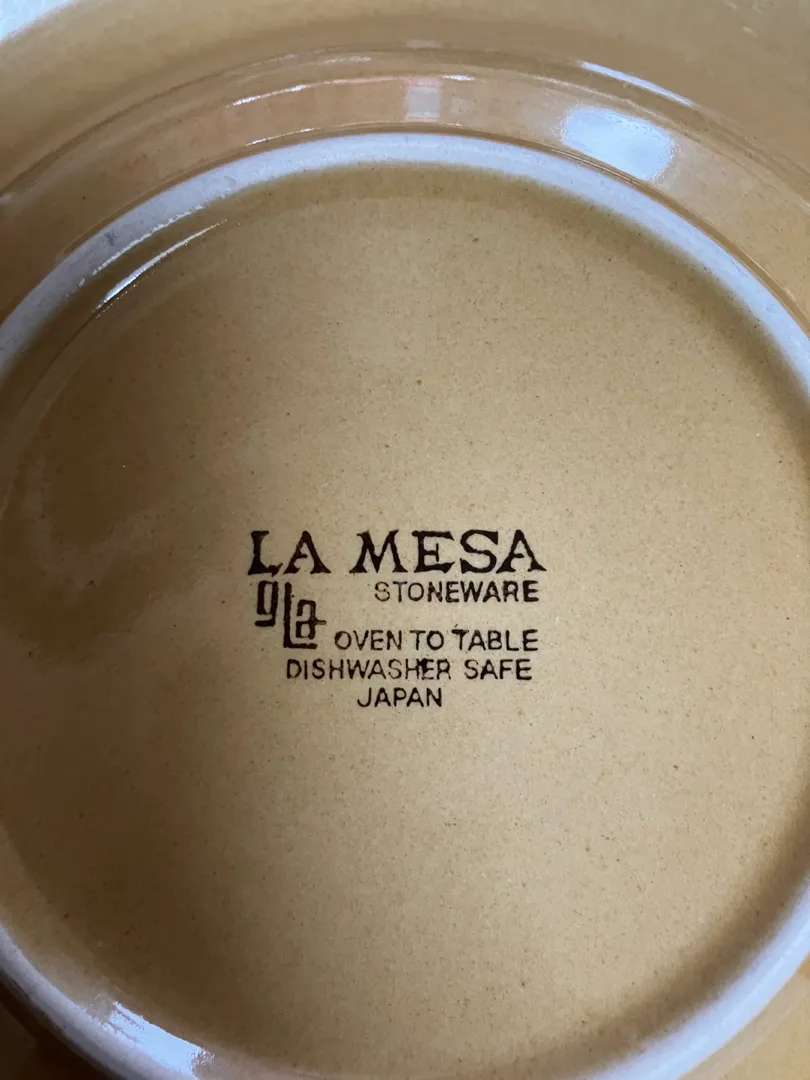 LA MESA
STONEWARE
gLa
OVEN TO TABLE
DISHWASHER SAFE
JAPAN